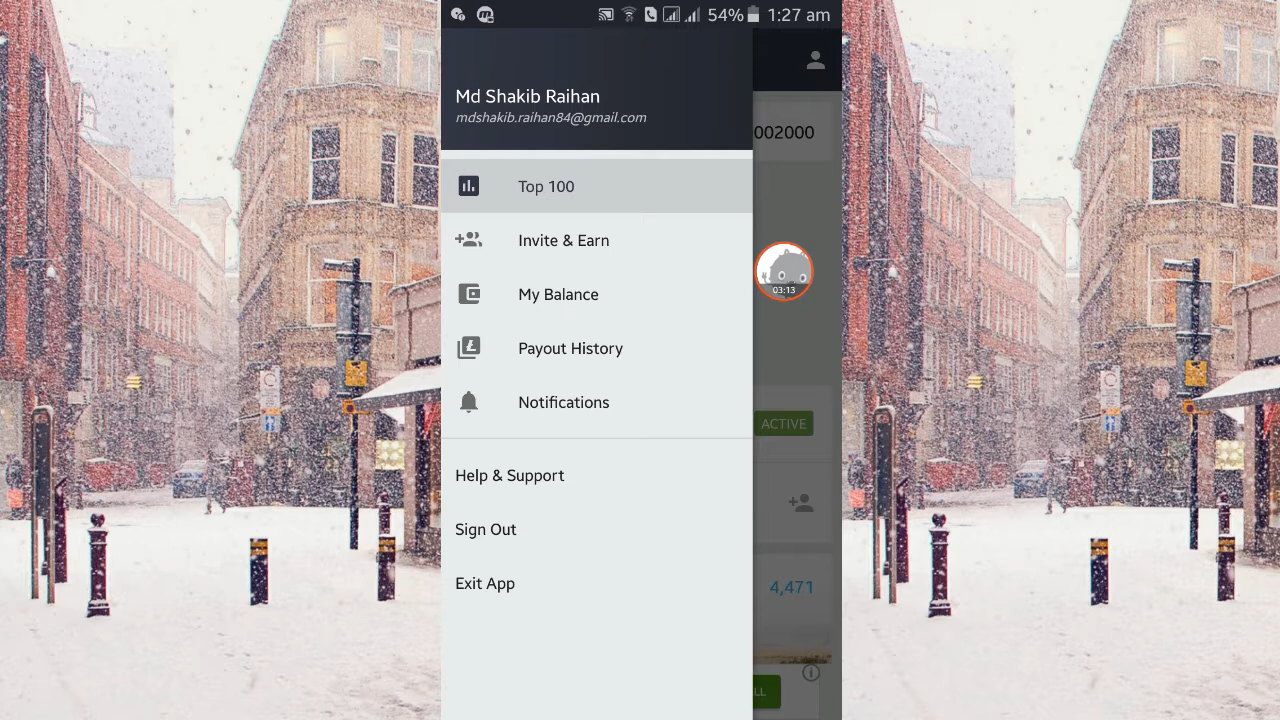 54% 1:27 am
Md Shakib Raihan
mdshakib.raihan84@gmail.com
002000
Top 100
Invite & Earn
03:13
My Balance
Payout History
Notifications
ACTIVE
Help & Support
Sign Out
Exit App
4,471
LL